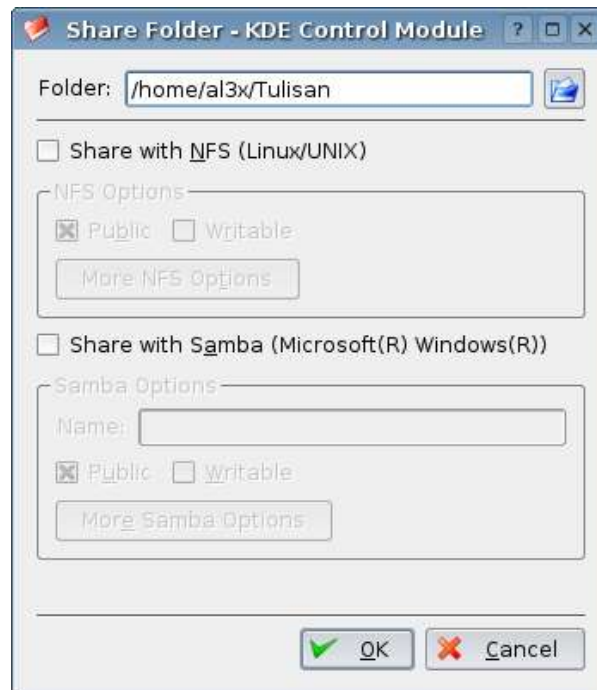 Share Folder - KDE Control Module
Folder: /home/al3x/Tulisan
Share with NFS (Linux/UNIX)
NFS Options
Public Writable
More NFS Options
Share with Samba (Microsoft(R) Windows(R))
Samba Options
Name:
Public Writable
More Samba Options
OK Cancel